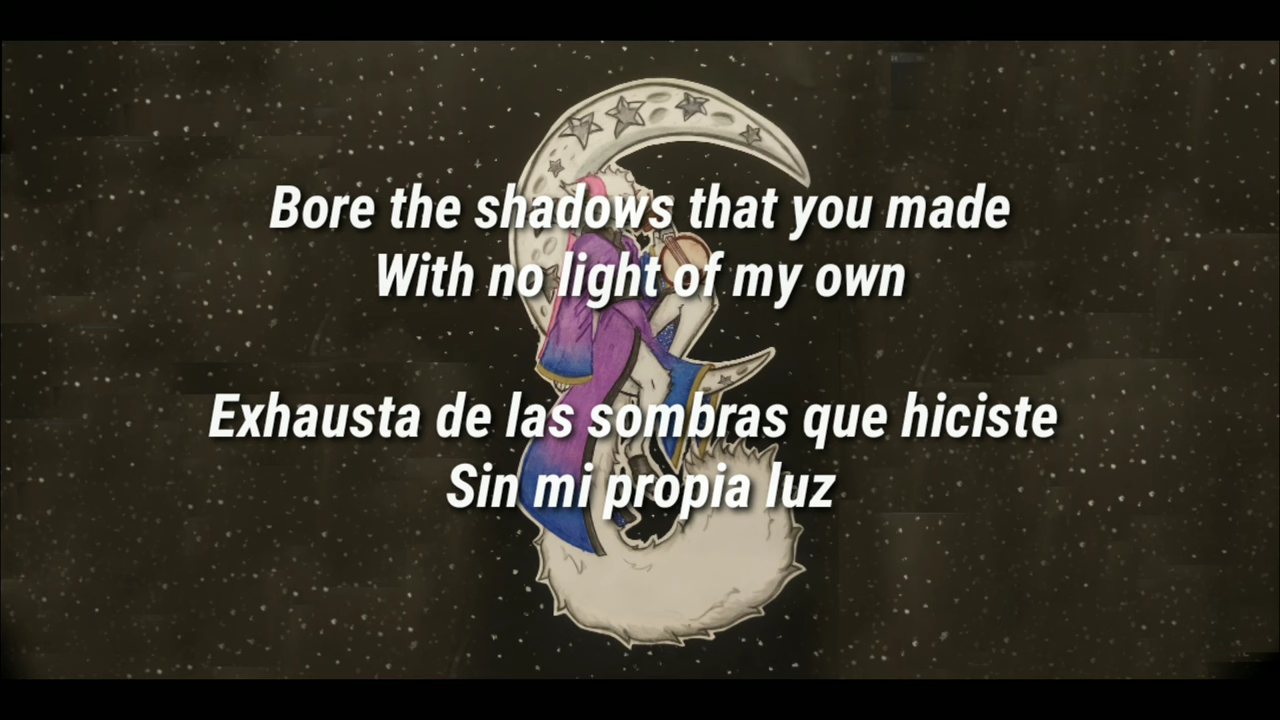 Bore the shadows that you made
With no light of my own
Exhausta de las sombras que hiciste
Sin mi propia luz